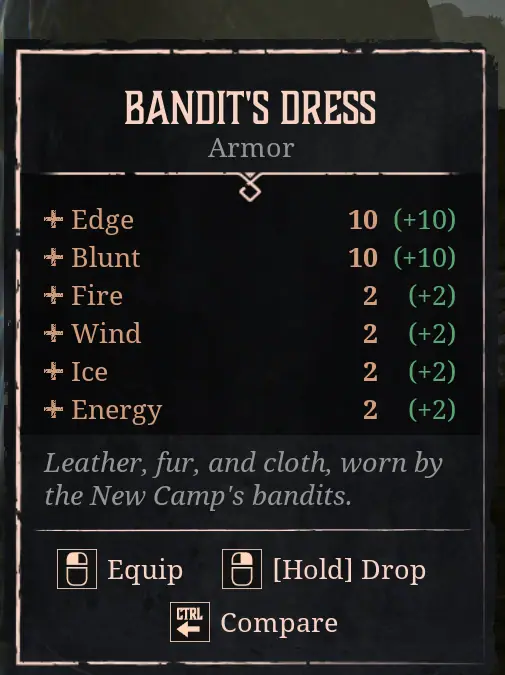 BANDIT'S DRESS
Armor
Edge 10 (+10)
Blunt 10 (+10)
Fire 2 (+2)
Wind 2 (+2)
Ice 2 (+2)
Energy 2 (+2)
Leather, fur, and cloth, worn by
the New Camp's bandits.
Equip [Hold] Drop
CTRL Compare